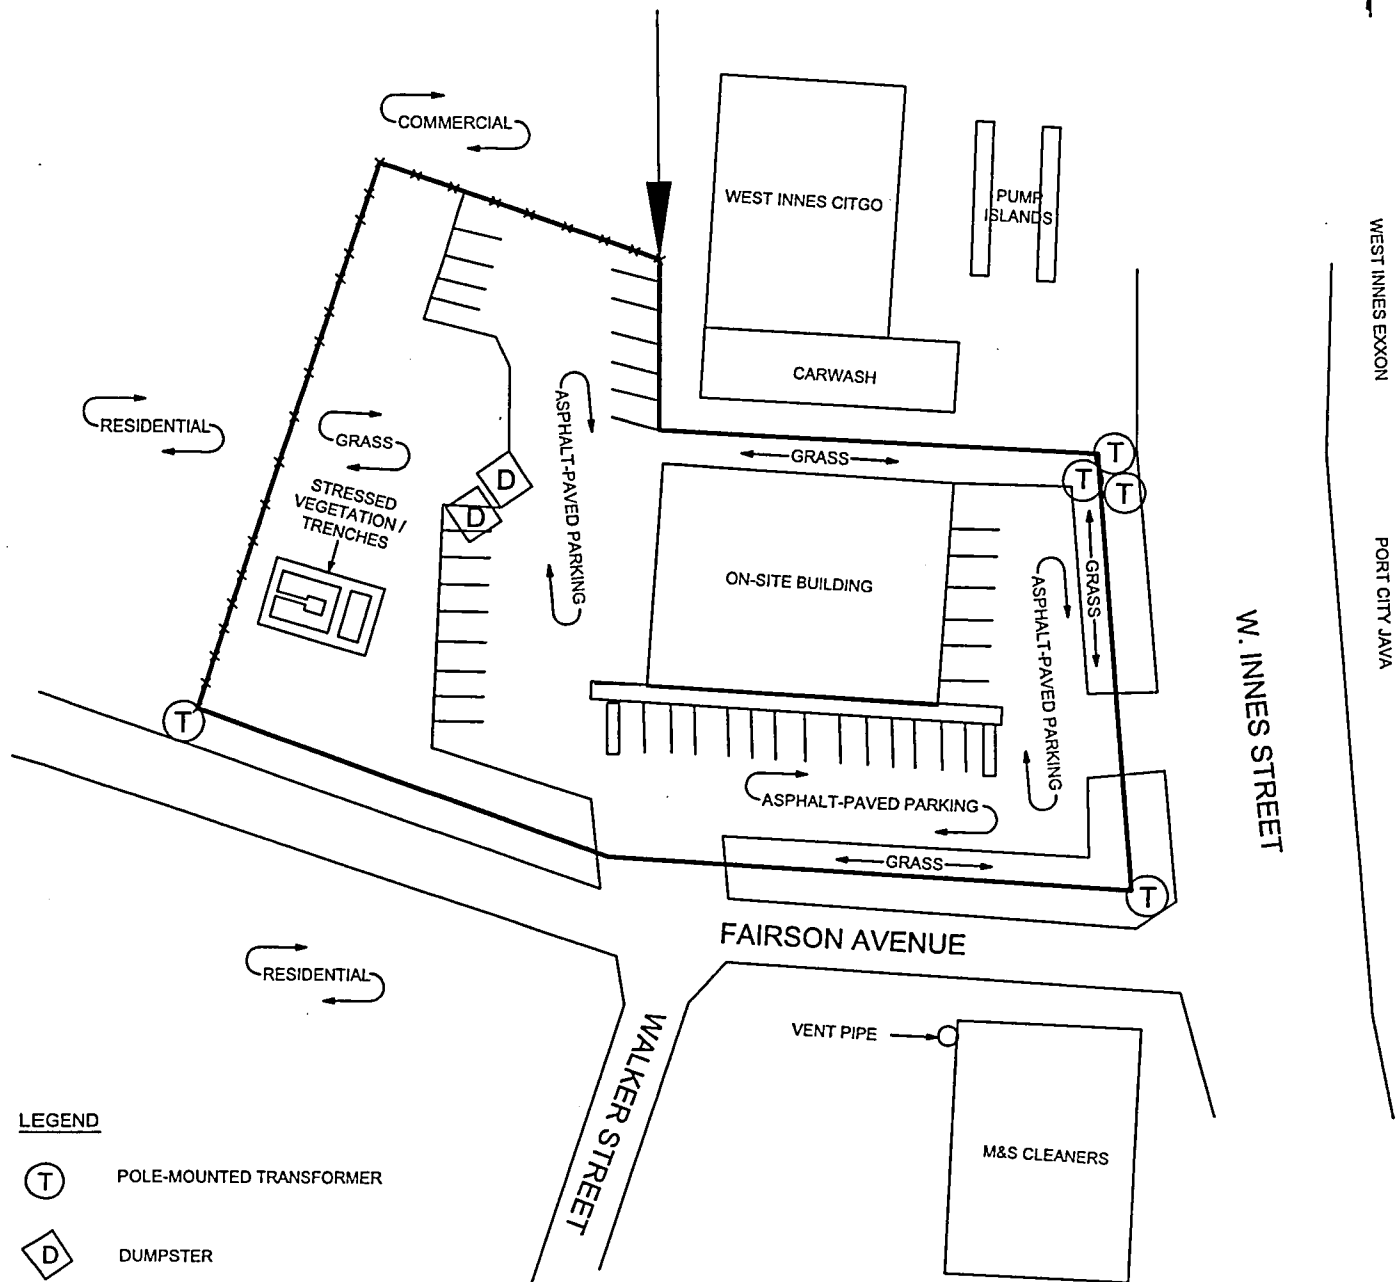 COMMERCIAL
WEST INNES CITGO
PUMP
ISLANDS
WEST INNES EXXON
CARWASH
RESIDENTIAL
GRASS
ASPHALT-PAVED PARKING
GRASS
T
T
T
D
D
STRESSED
VEGETATION /
TRENCHES
ON-SITE BUILDING
GRASS
ASPHALT-PAVED PARKING
PORT CITY JAVA
W. INNES STREET
T
ASPHALT-PAVED PARKING
GRASS
T
FAIRSON AVENUE
RESIDENTIAL
WALKER STREET
VENT PIPE
M&S CLEANERS
LEGEND
T POLE-MOUNTED TRANSFORMER
D DUMPSTER